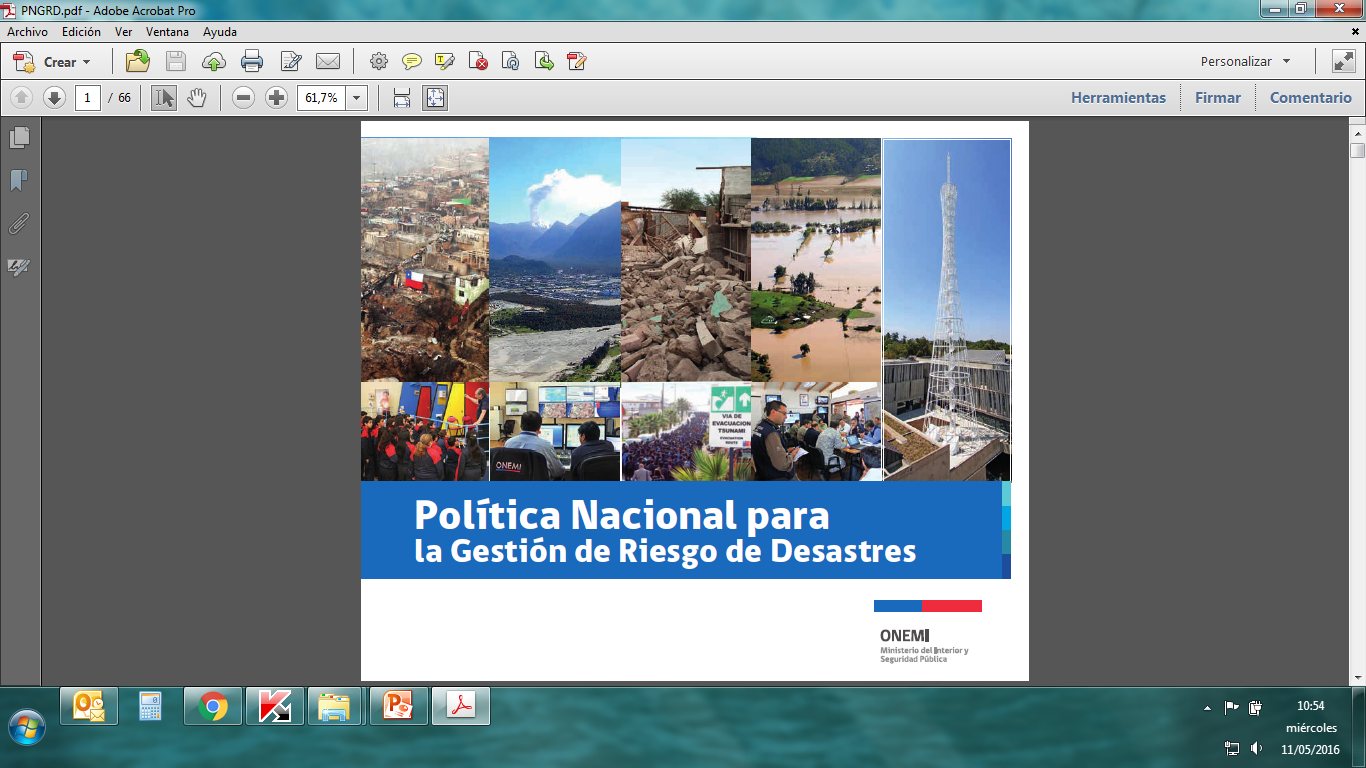 PNGRD.pdf - Adobe Acrobat Pro
Archivo Edición Ver Ventana Ayuda
Crear
Personalizar
1 / 66
61,7%
Herramientas Firmar Comentario
ONEMI
VIA DE
EVACUACION
TSUNAMI
EVACUATION
ROUTE
Política Nacional para
la Gestión de Riesgo de Desastres
ONEMI
Ministerio del Interior y
Seguridad Pública
10:54
miércoles
11/05/2016